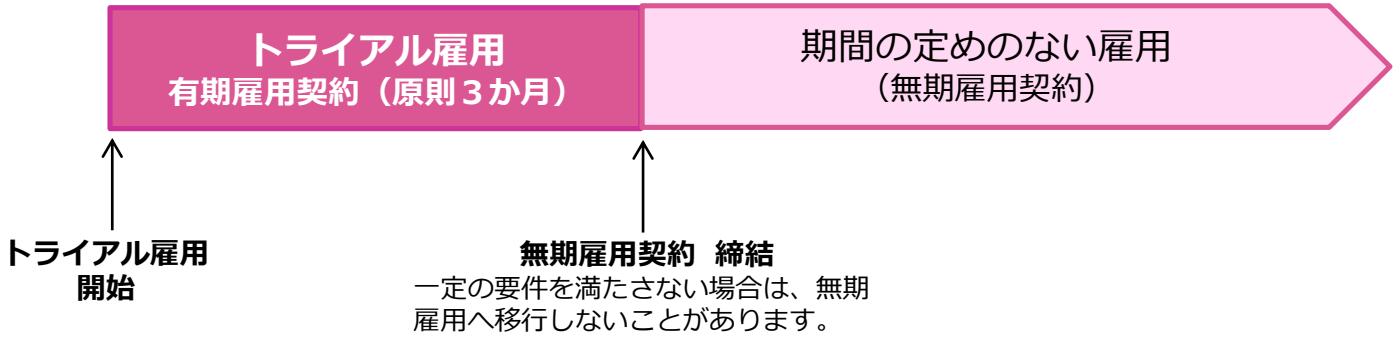 トライアル雇用
有期雇用契約（原則３か月）
期間の定めのない雇用
（無期雇用契約）
トライアル雇用
開始
無期雇用契約 締結
一定の要件を満たさない場合は、無期
雇用へ移行しないことがあります。